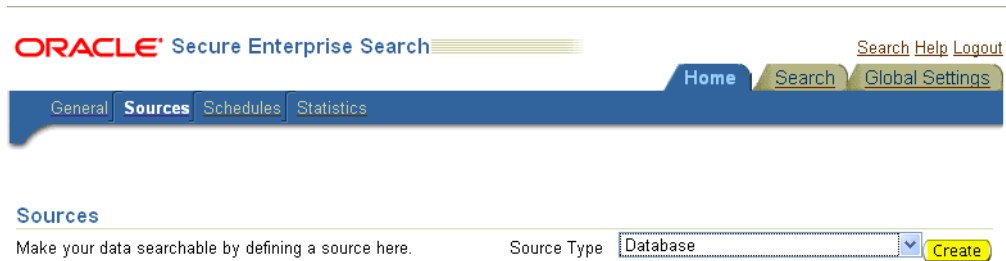 ORACLE Secure Enterprise Search
Search Help Logout
Home Search Global Settings
General Sources Schedules Statistics
Sources
Make your data searchable by defining a source here. Source Type Database Create